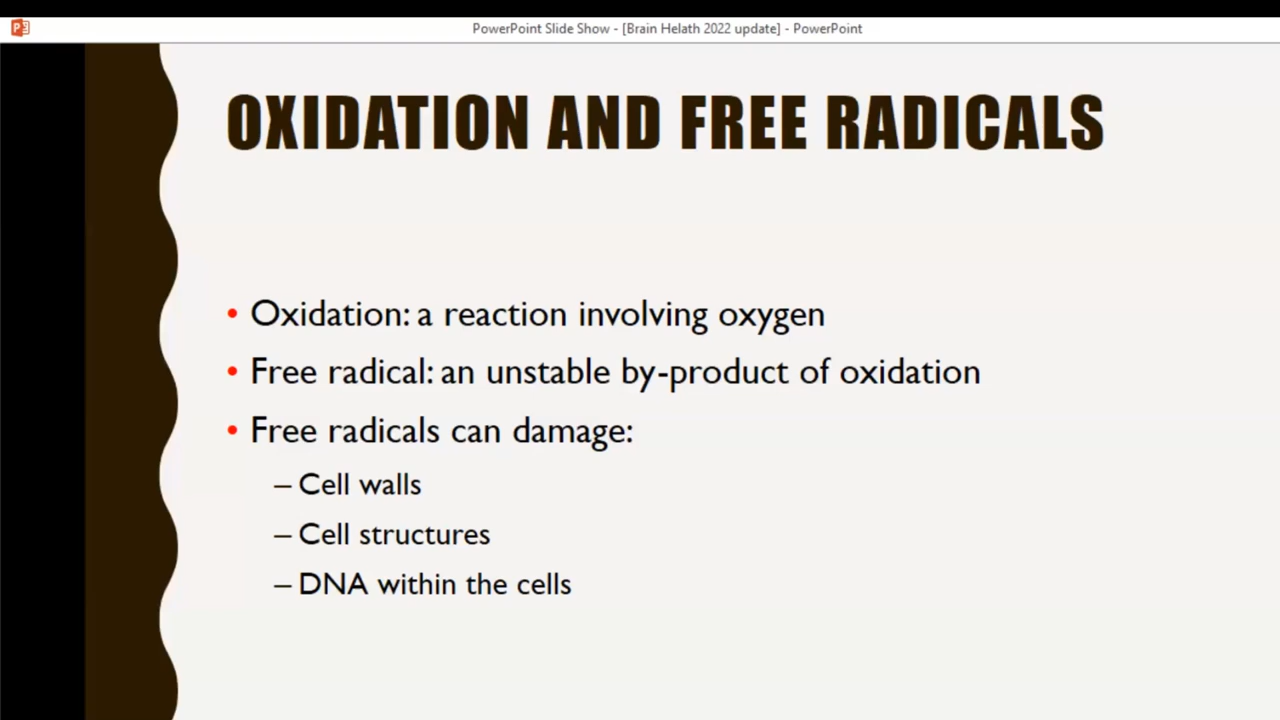 PowerPoint Slide Show - [Brain Helath 2022 update] - PowerPoint
OXIDATION AND FREE RADICALS
• Oxidation: a reaction involving oxygen
• Free radical: an unstable by-product of oxidation
• Free radicals can damage:
– Cell walls
– Cell structures
– DNA within the cells